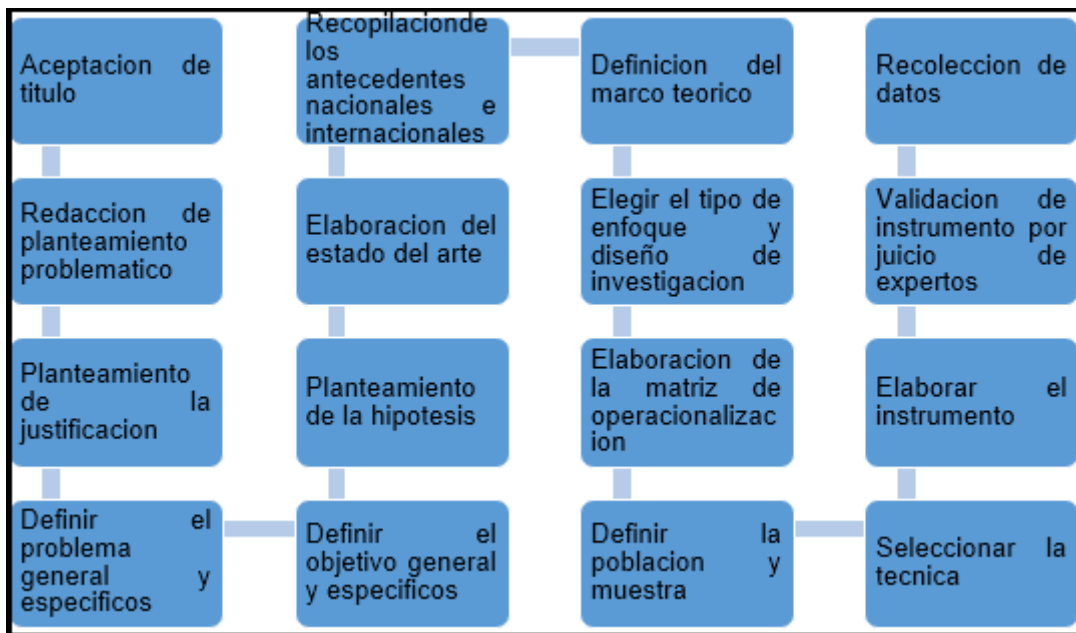 Aceptacion de
titulo
Redaccion de
planteamiento
problematico
Planteamiento
de la
justificacion
Definir el
problema
general y
especificos
Definir el
objetivo general
y especificos
Planteamiento
de la hipotesis
Elaboracion del
estado del arte
Recopilacionde
los
antecedentes
nacionales e
internacionales
Definicion del
marco teorico
Elegir el tipo de
enfoque y
diseño de
investigacion
Elaboracion de
la matriz de
operacionalizac
ion
Definir la
poblacion y
muestra
Seleccionar la
tecnica
Elaborar el
instrumento
Validacion de
instrumento por
juicio de
expertos
Recoleccion de
datos